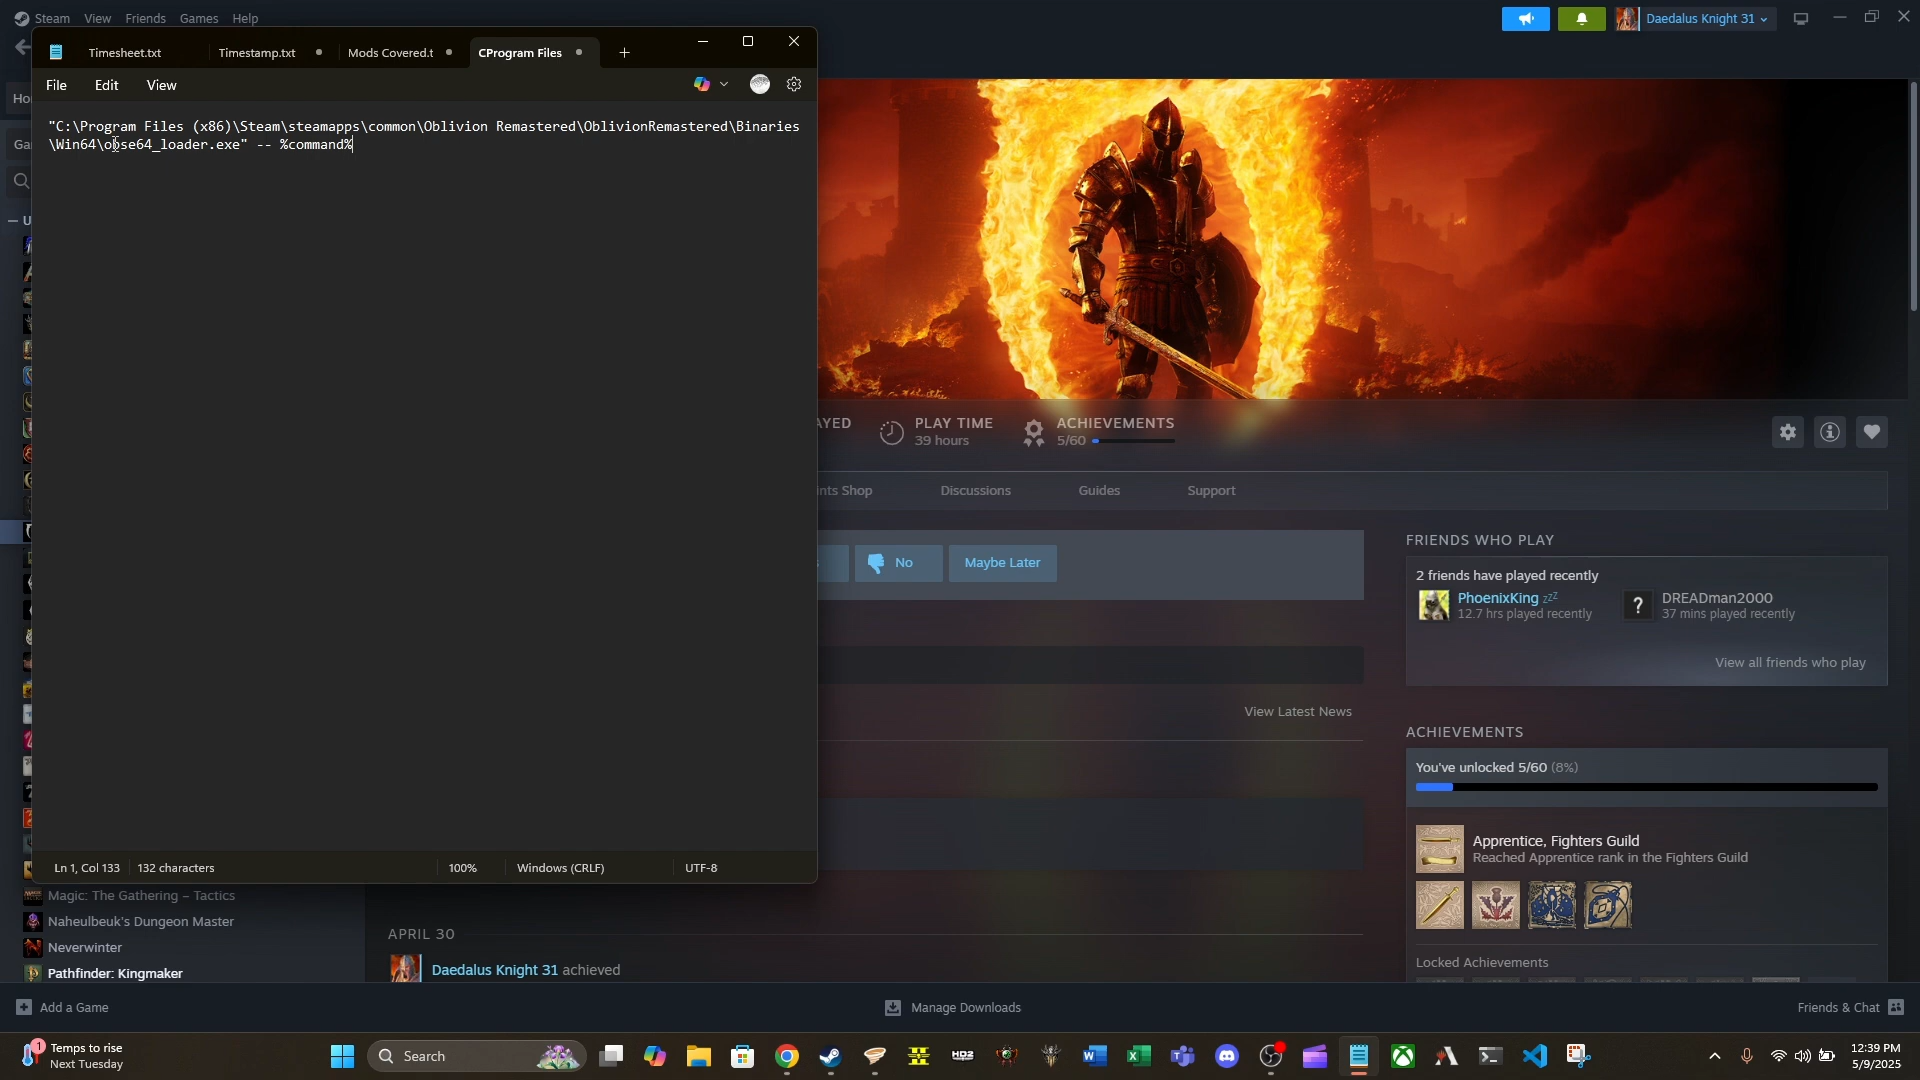 Steam View Friends Games Help
Daedalus Knight 31
Timesheet.txt Timestamp.txt Mods Covered.t CProgram Files
File Edit View
"C:\Program Files (x86)\Steam\steamapps\common\Oblivion Remastered\OblivionRemastered\Binaries
\Win64\obse64_loader.exe" -- %command%
PLAY TIME
39 hours
ACHIEVEMENTS
5/60
Discussions Guides Support
No Maybe Later
FRIENDS WHO PLAY
2 friends have played recently
PhoenixKing zzZ
12.7 hrs played recently
DREADman2000
37 mins played recently
View all friends who play
View Latest News
ACHIEVEMENTS
You've unlocked 5/60 (8%)
Apprentice, Fighters Guild
Reached Apprentice rank in the Fighters Guild
Locked Achievements
Ln 1, Col 133 132 characters 100% Windows (CRLF) UTF-8
Magic: The Gathering – Tactics
Naheulbeuk's Dungeon Master
Neverwinter
Pathfinder: Kingmaker
APRIL 30
Daedalus Knight 31 achieved
Add a Game Manage Downloads Friends & Chat
1
Temps to rise
Next Tuesday
Search
HD2
12:39 PM
5/9/2025